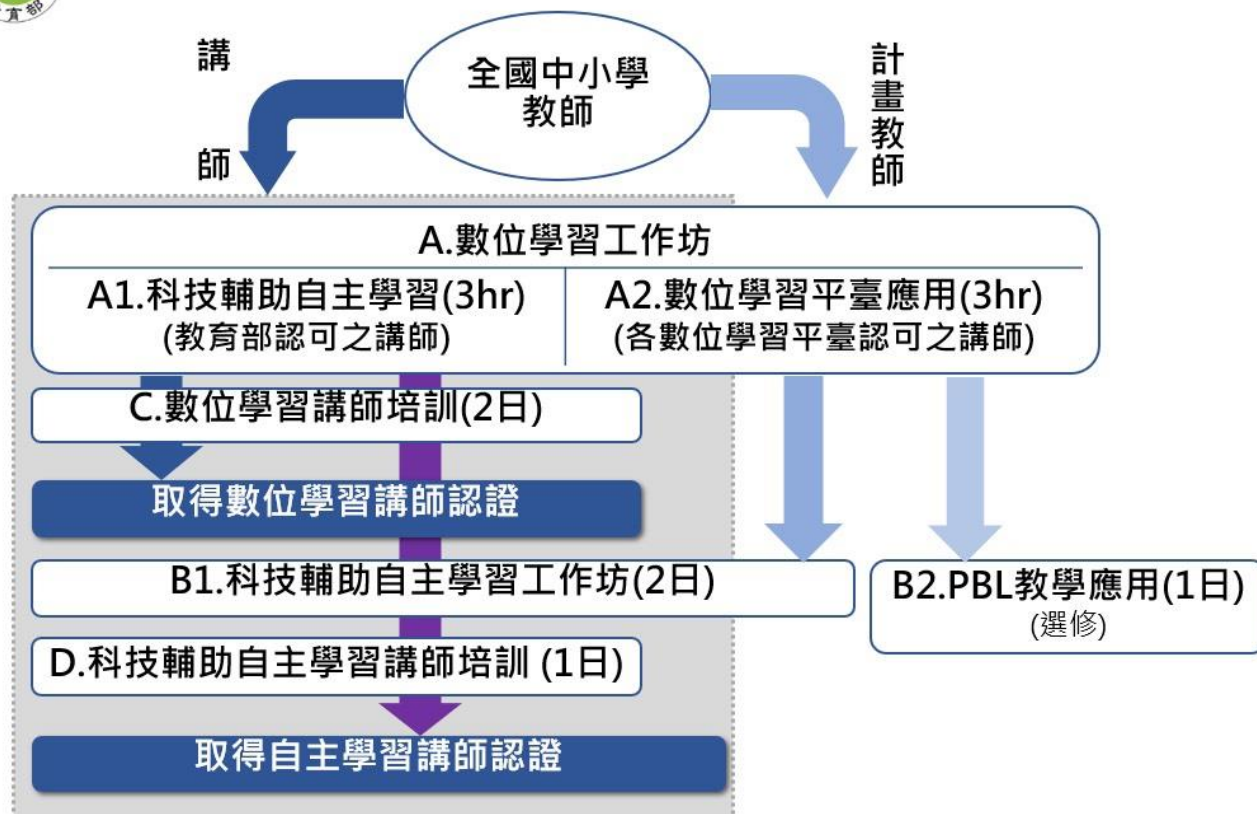 育部
講師
全國中小學
教師
計畫教師
A.數位學習工作坊
A1.科技輔助自主學習(3hr)
(教育部認可之講師)
A2.數位學習平臺應用(3hr)
(各數位學習平臺認可之講師)
C.數位學習講師培訓(2日)
取得數位學習講師認證
B1.科技輔助自主學習工作坊(2日)
B2.PBL教學應用(1日)
(選修)
D.科技輔助自主學習講師培訓 (1日)
取得自主學習講師認證